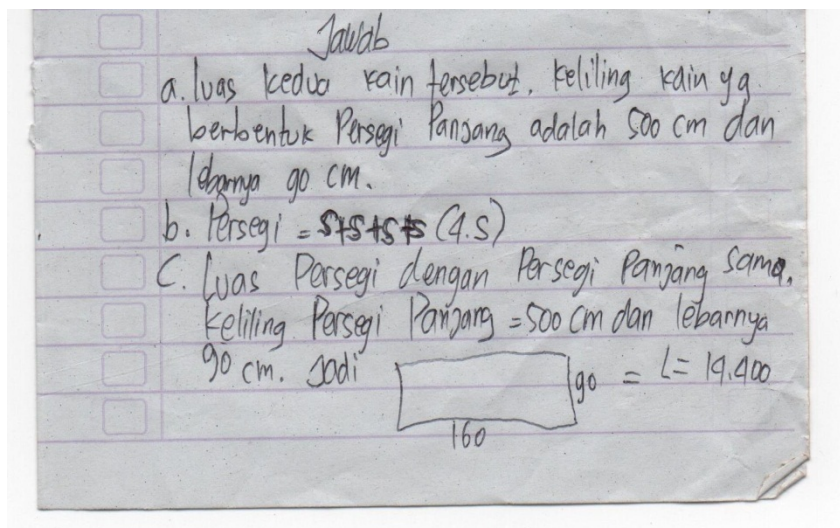 Jawab
a. luas kedua kain tersebut. keliling kain yg
berbentuk Persegi Panjang adalah 500 cm dan
lebarnya 90 cm.
b. Persegi = S+S+S+S (4.S)
C. Luas Persegi dengan Persegi Panjang sama.
keliling Persegi Panjang = 500 cm dan lebarnya
90 cm. Jadi 90 = L = 14.400
160